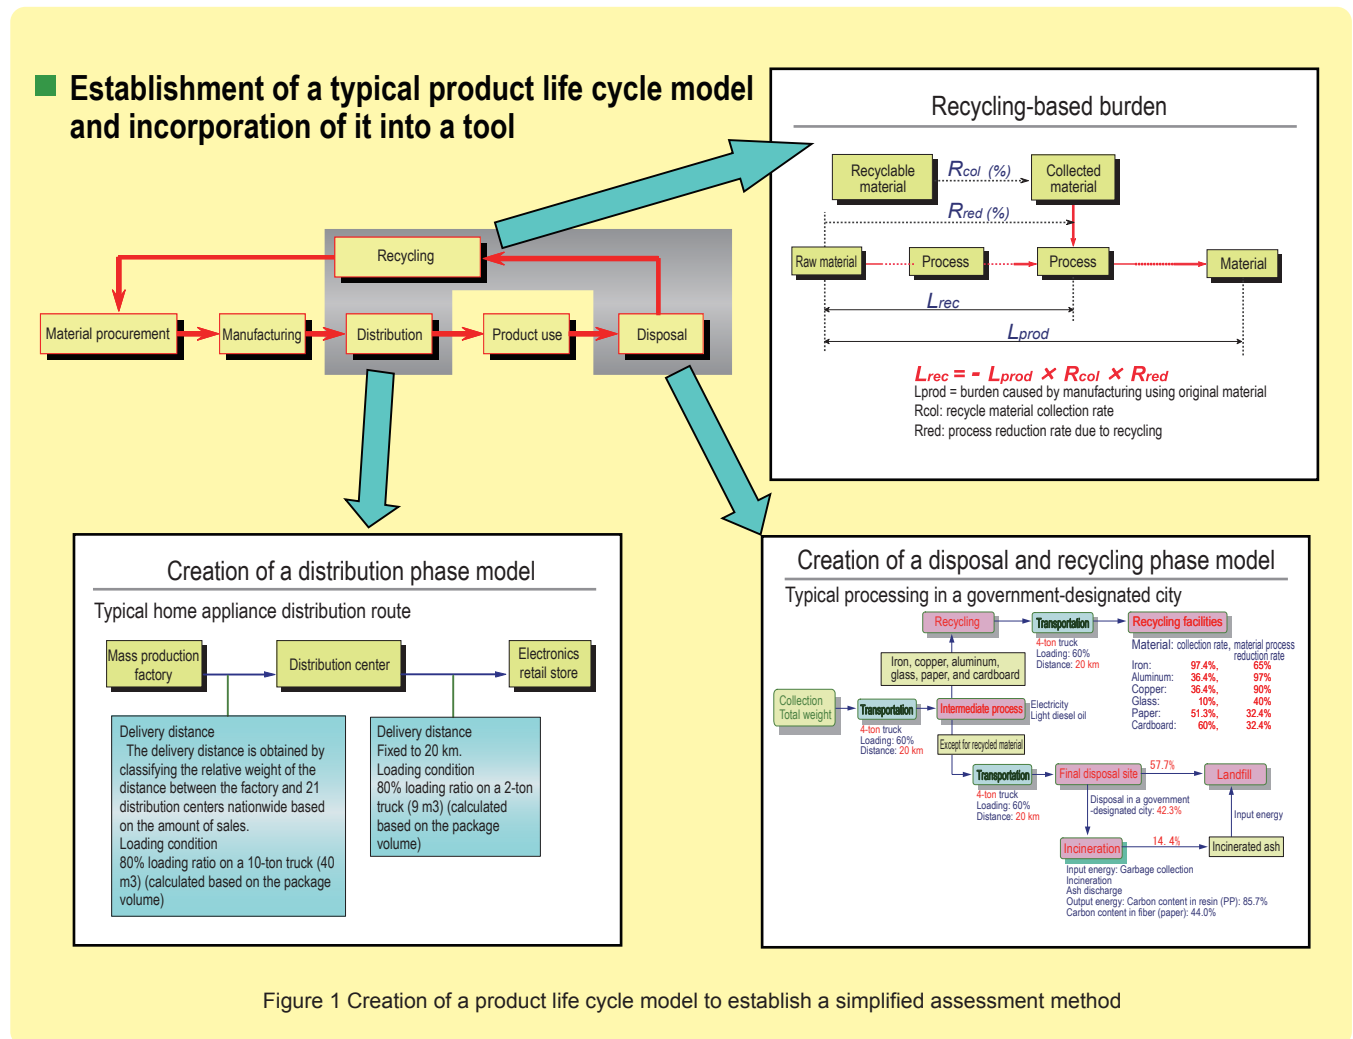 Establishment of a typical product life cycle model
and incorporation of it into a tool
Recycling
Material procurement
Manufacturing
Distribution
Product use
Disposal
Recycling-based burden
Recyclable
material
Rcol (%)
Collected
material
Rred (%)
Raw material
Process
Process
Material
Lrec
Lprod
Lrec = - Lprod × Rcol × Rred
Lprod = burden caused by manufacturing using original material
Rcol: recycle material collection rate
Rred: process reduction rate due to recycling
Creation of a distribution phase model
Typical home appliance distribution route
Mass production
factory
Distribution center
Electronics
retail store
Delivery distance
The delivery distance is obtained by
classifying the relative weight of the
distance between the factory and 21
distribution centers nationwide based
on the amount of sales.
Loading condition
80% loading ratio on a 10-ton truck (40
m3) (calculated based on the package
volume)
Delivery distance
Fixed to 20 km.
Loading condition
80% loading ratio on a 2-ton
truck (9 m3) (calculated
based on the package
volume)
Creation of a disposal and recycling phase model
Typical processing in a government-designated city
Recycling
Transportation
4-ton truck
Loading: 60%
Distance: 20 km
Recycling facilities
Material: collection rate, material process
reduction rate
Iron: 97.4%, 65%
Aluminum: 36.4%, 97%
Copper: 36.4%, 90%
Glass: 10%, 40%
Paper: 51.3%, 32.4%
Cardboard: 60%, 32.4%
Iron, copper, aluminum,
glass, paper, and cardboard
Collection
Total weight
Transportation
4-ton truck
Loading: 60%
Distance: 20 km
Intermediate process
Electricity
Light diesel oil
Except for recycled material
Transportation
4-ton truck
Loading: 60%
Distance: 20 km
Final disposal site
57.7%
Landfill
Disposal in a government
-designated city: 42.3%
Input energy
Incineration
14. 4%
Incinerated ash
Input energy: Garbage collection
Incineration
Ash discharge
Output energy: Carbon content in resin (PP): 85.7%
Carbon content in fiber (paper): 44.0%
Figure 1 Creation of a product life cycle model to establish a simplified assessment method